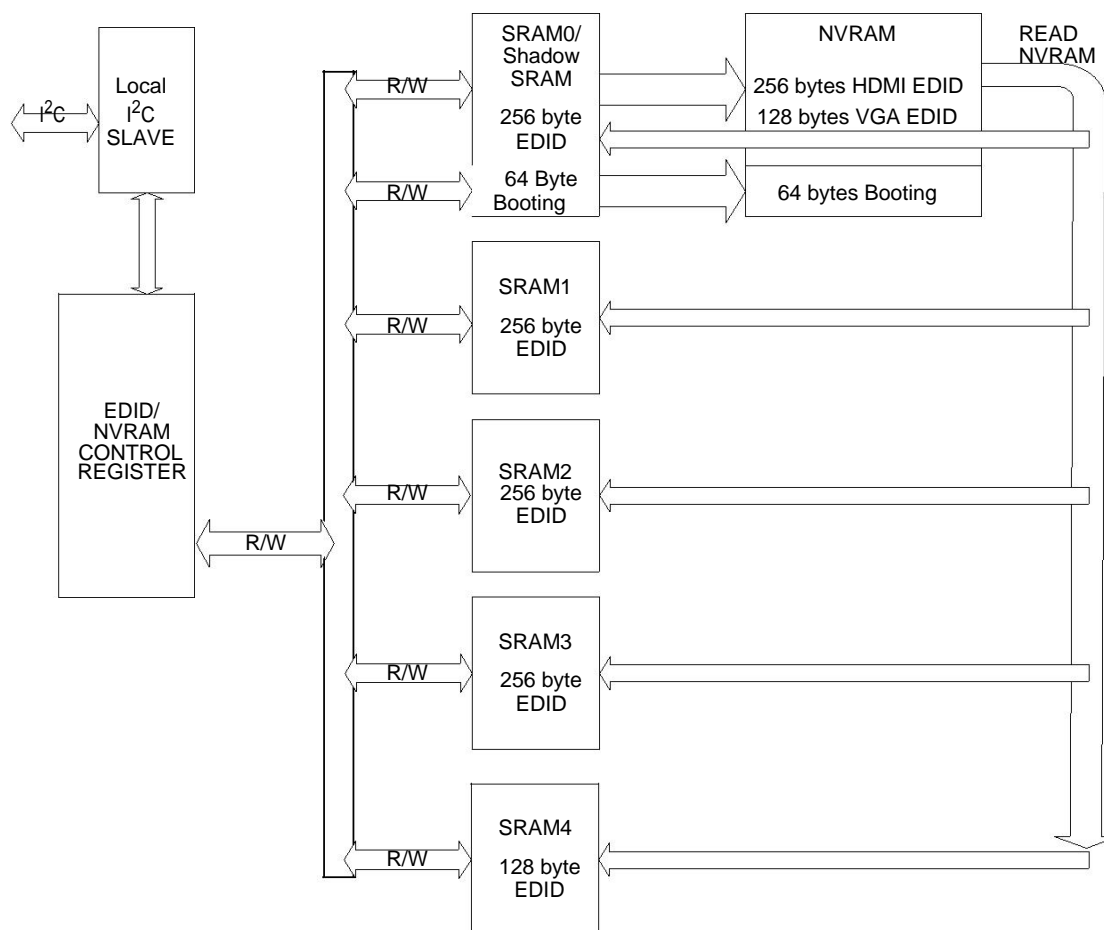 Local
I²C
SLAVE
I²C
EDID/
NVRAM
CONTROL
REGISTER
R/W
R/W
SRAM0/
Shadow
SRAM
256 byte
EDID
R/W
64 Byte
Booting
NVRAM
256 bytes HDMI EDID
128 bytes VGA EDID
64 bytes Booting
READ
NVRAM
R/W
SRAM1
256 byte
EDID
R/W
SRAM2
256 byte
EDID
R/W
SRAM3
256 byte
EDID
R/W
SRAM4
128 byte
EDID